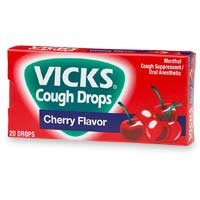 VICKS®
Cough Drops
Cherry Flavor
Menthol
Cough Suppressant/
Oral Anesthetic
20 DROPS